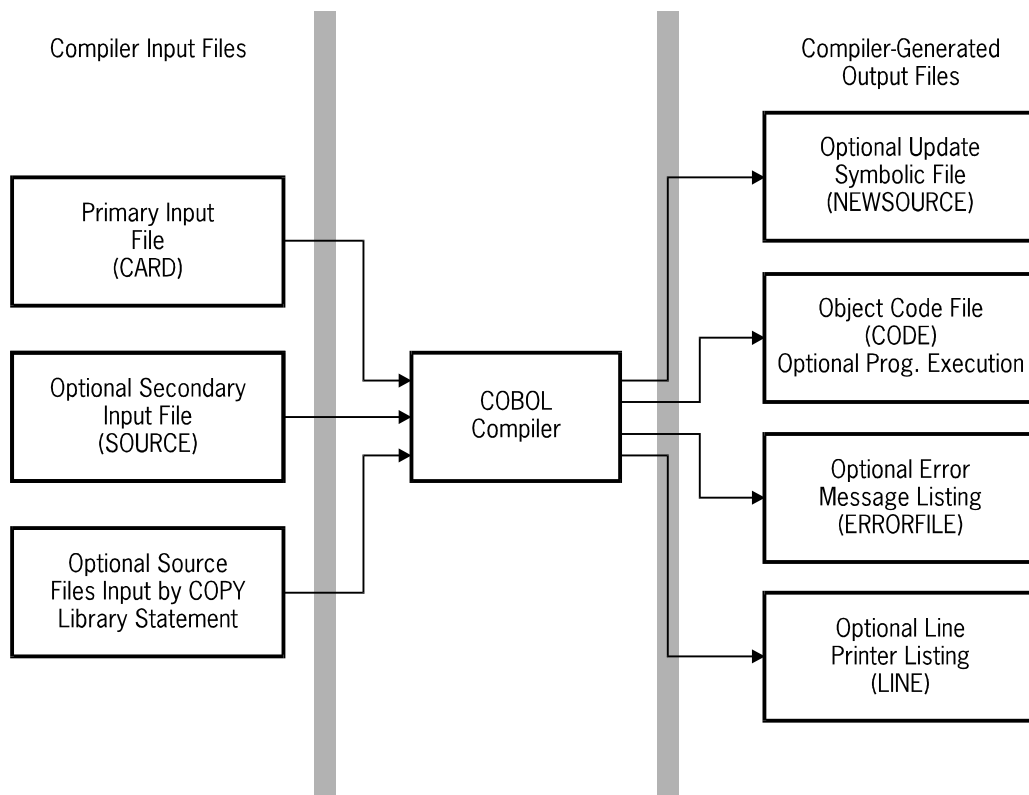 Compiler Input Files
Primary Input
File
(CARD)
Optional Secondary
Input File
(SOURCE)
Optional Source
Files Input by COPY
Library Statement
COBOL
Compiler
Compiler-Generated
Output Files
Optional Update
Symbolic File
(NEWSOURCE)
Object Code File
(CODE)
Optional Prog. Execution
Optional Error
Message Listing
(ERRORFILE)
Optional Line
Printer Listing
(LINE)